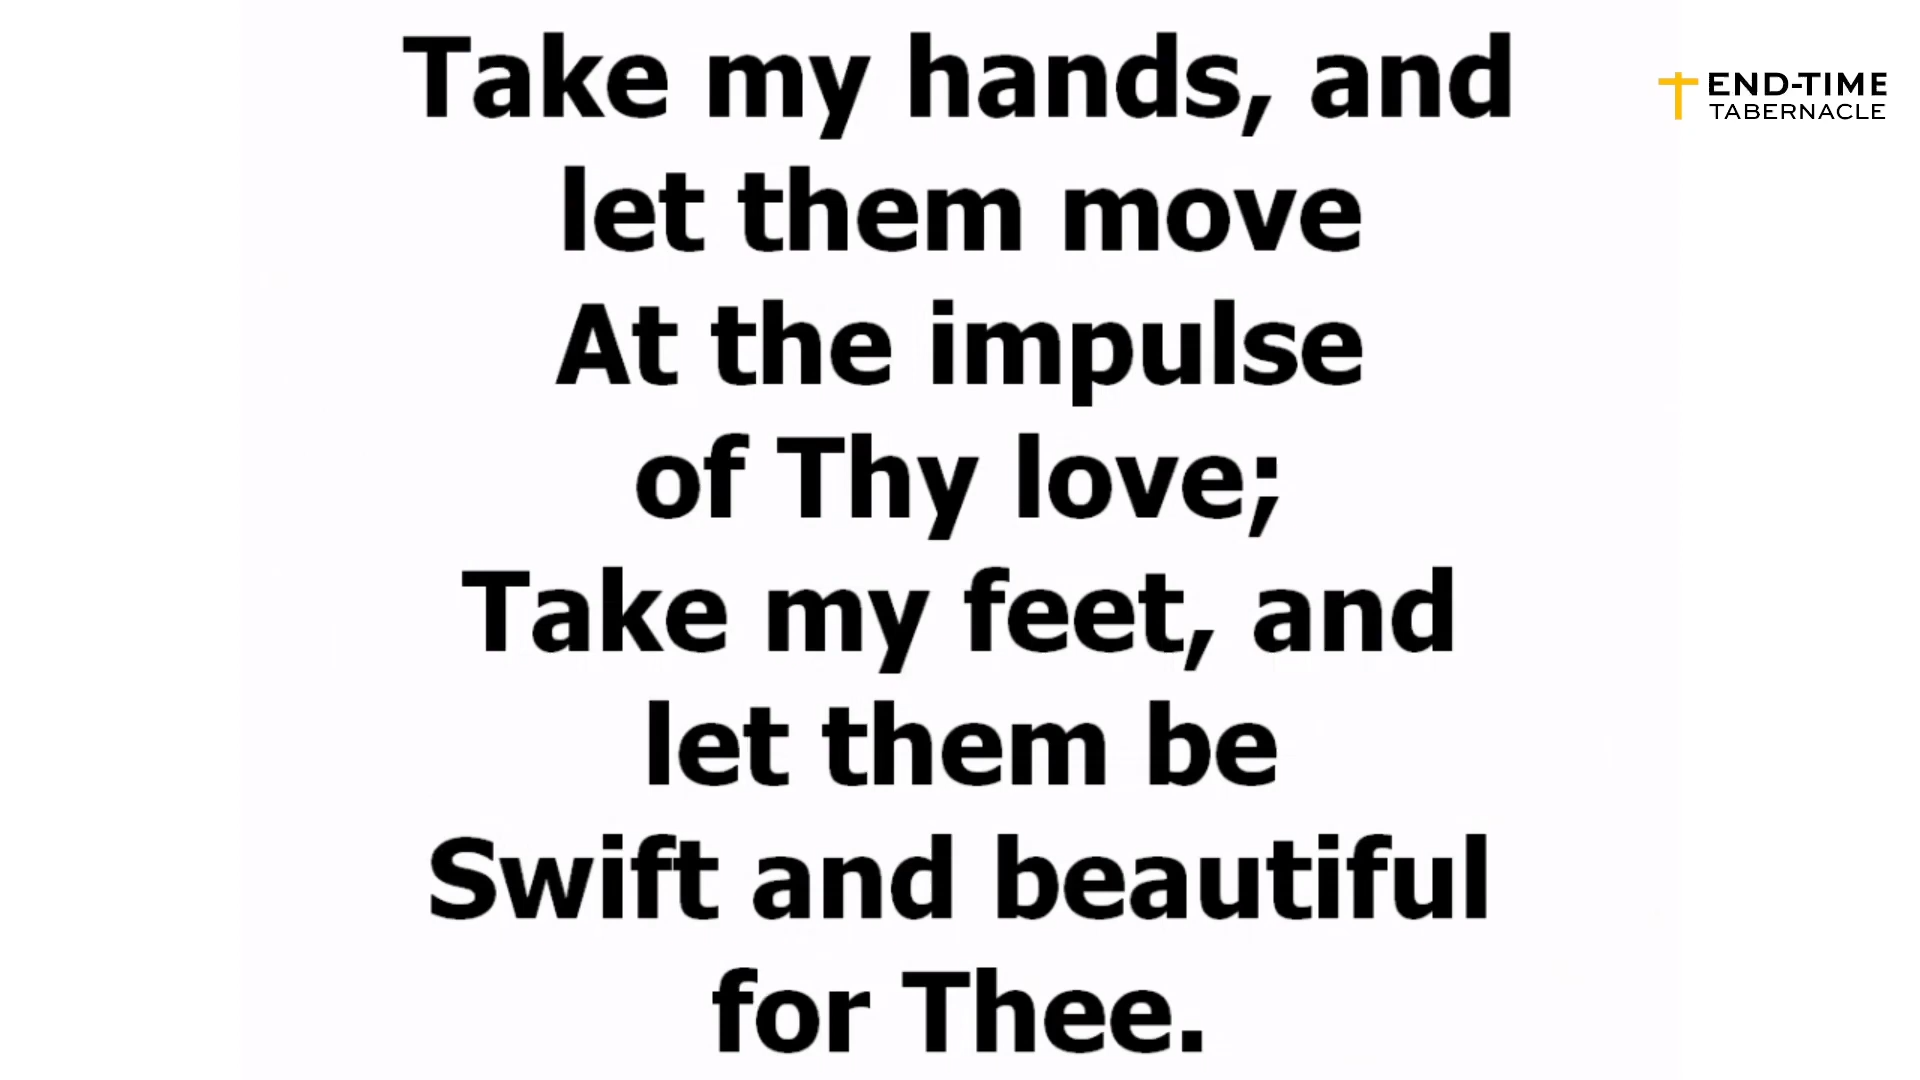 Take my hands, and
let them move
At the impulse
of Thy love;
Take my feet, and
let them be
Swift and beautiful
for Thee.
END-TIME
TABERNACLE